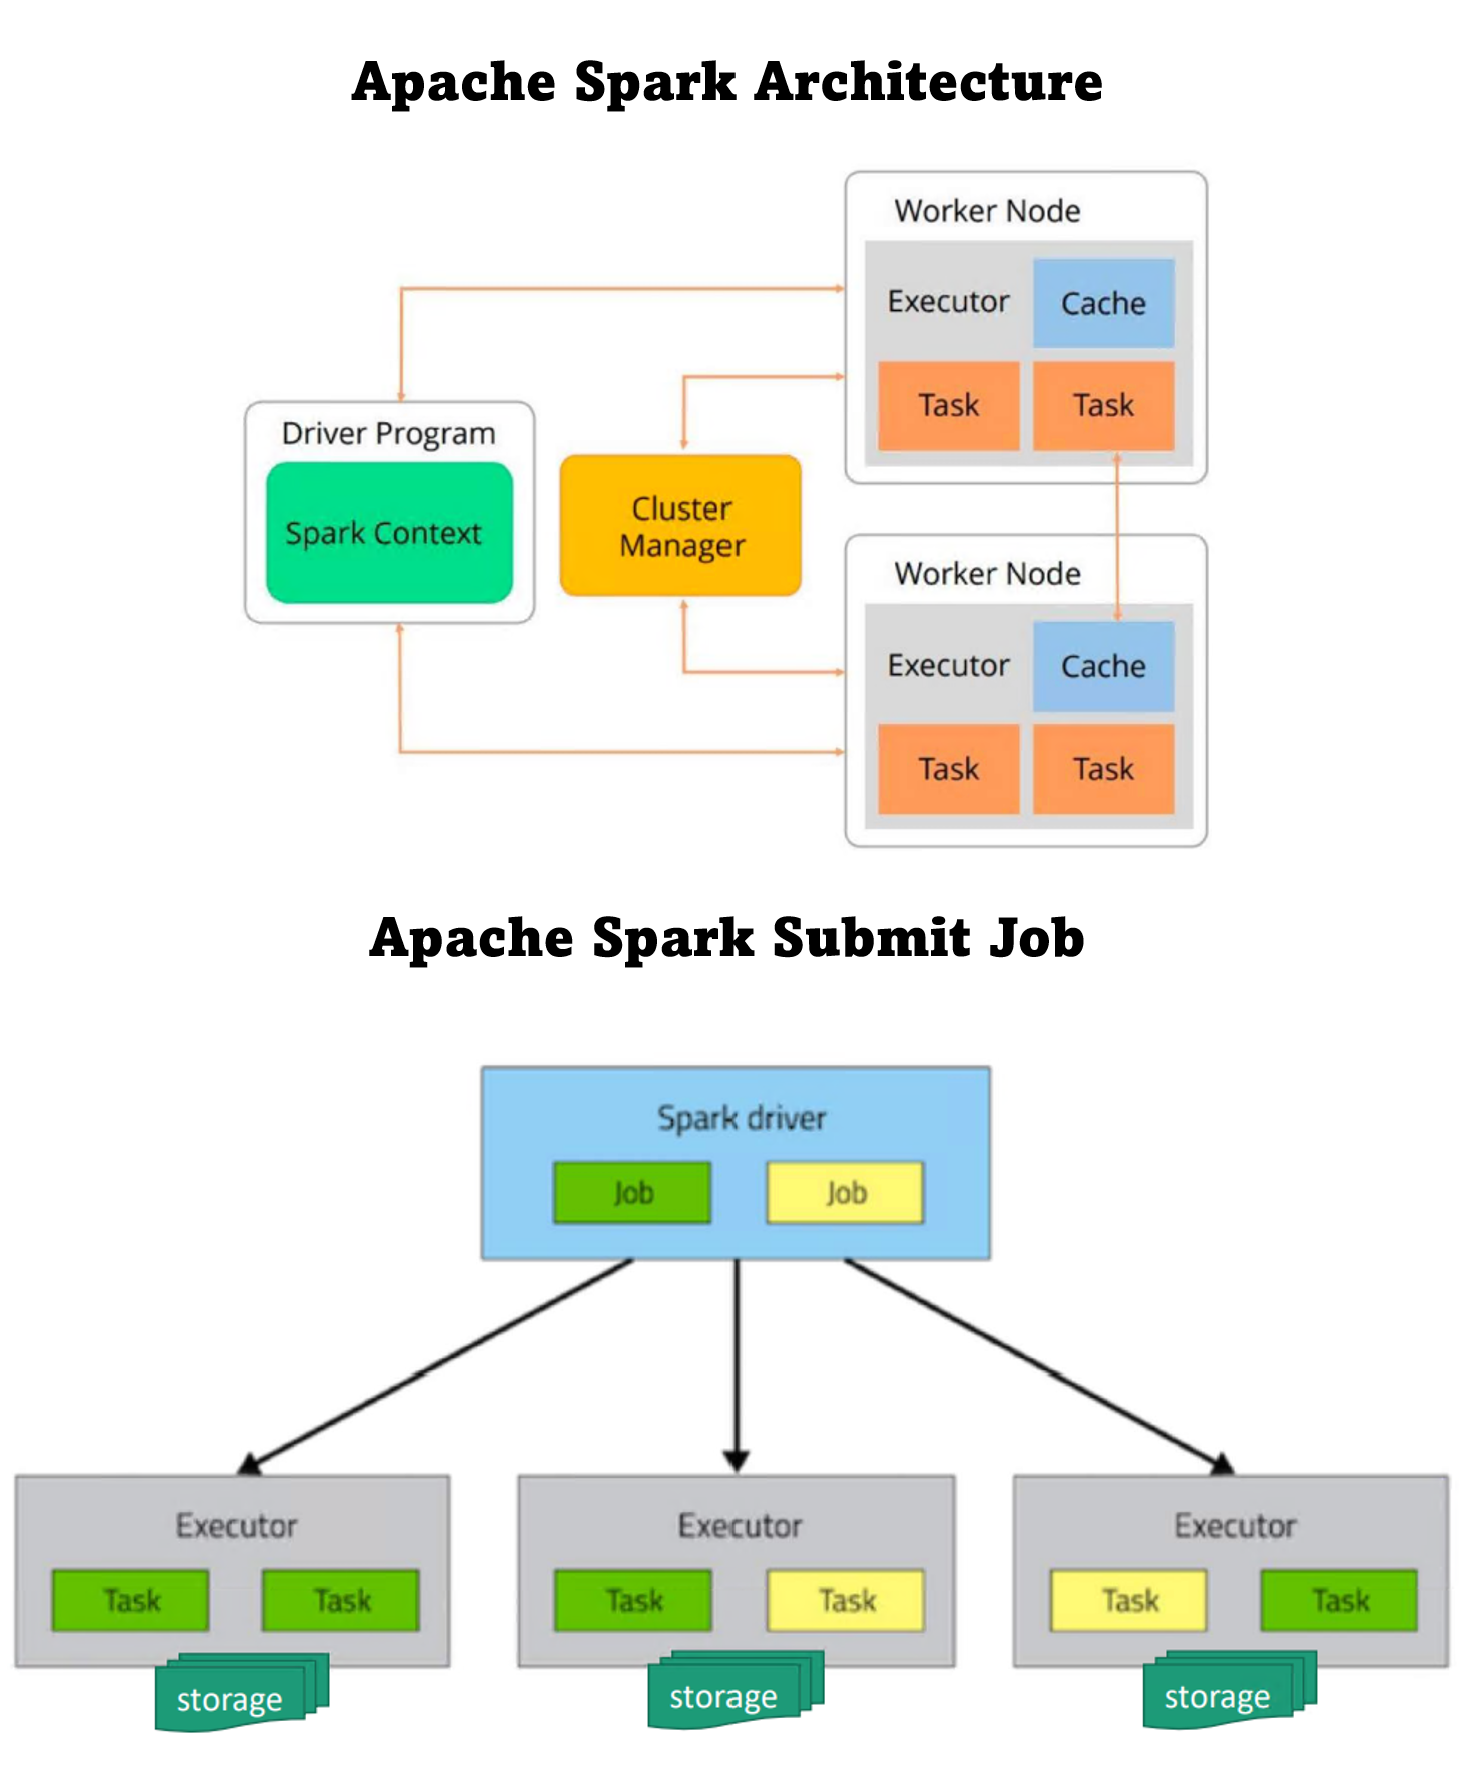 Apache Spark Architecture
Worker Node
Executor
Cache
Task
Task
Driver Program
Spark Context
Cluster
Manager
Worker Node
Executor
Cache
Task
Task
Apache Spark Submit Job
Spark driver
Job
Job
Executor
Executor
Executor
Task
Task
Task
Task
Task
Task
storage
storage
storage